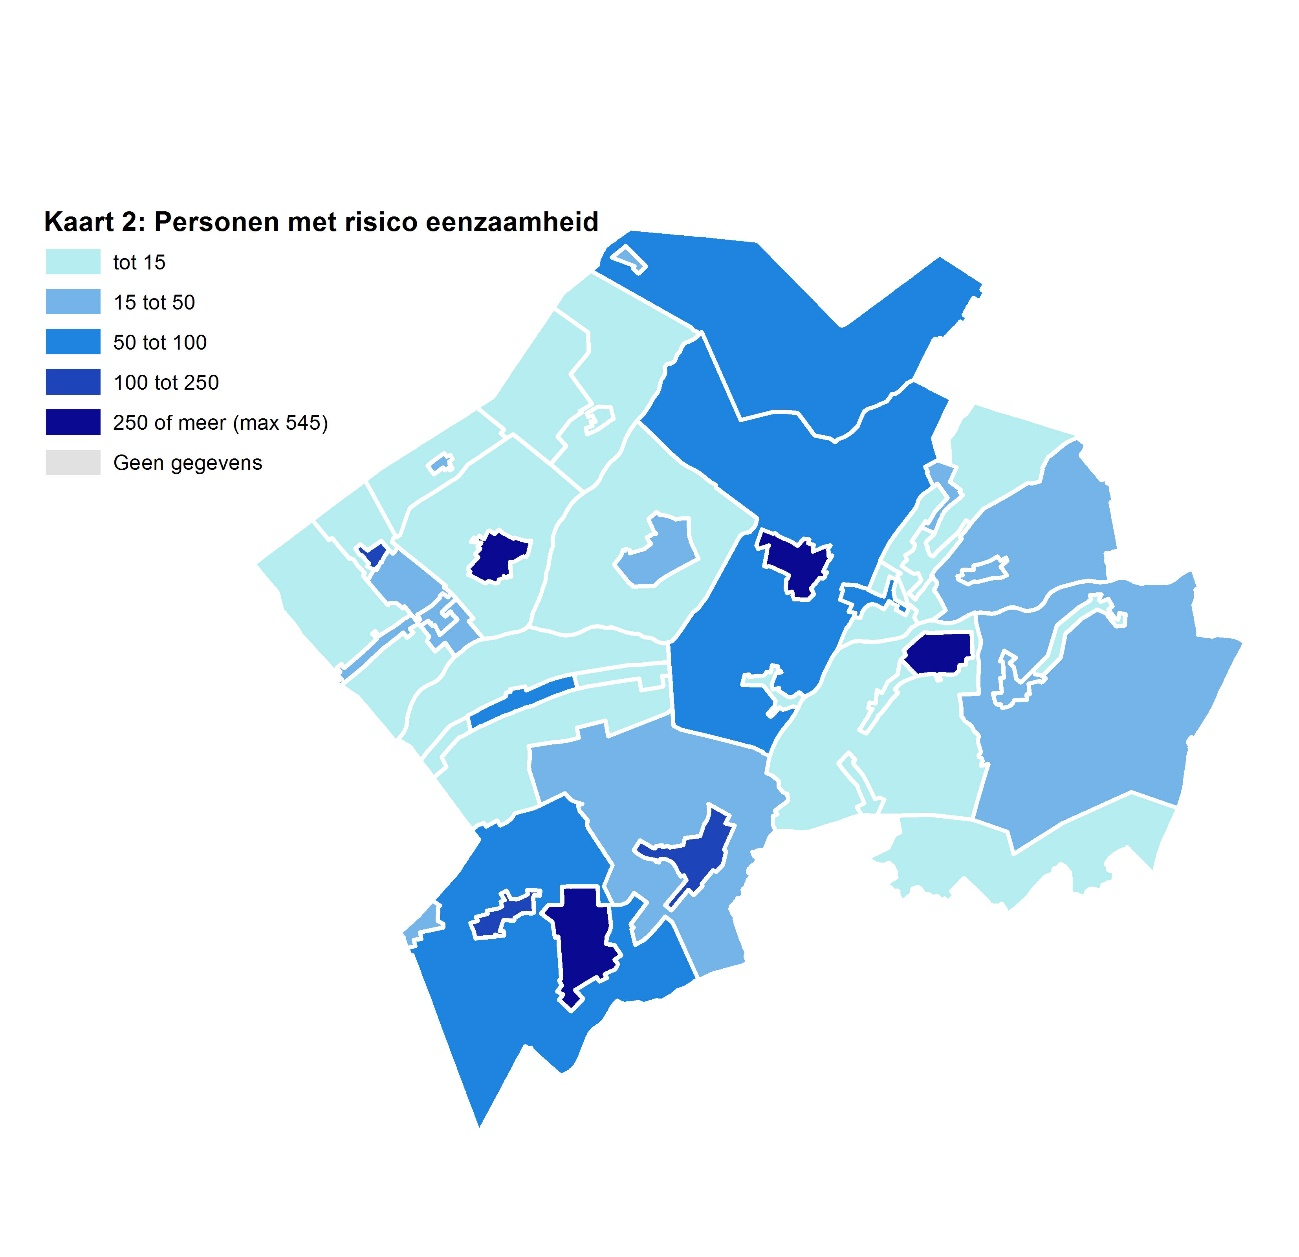 Kaart 2: Personen met risico eenzaamheid
tot 15
15 tot 50
50 tot 100
100 tot 250
250 of meer (max 545)
Geen gegevens